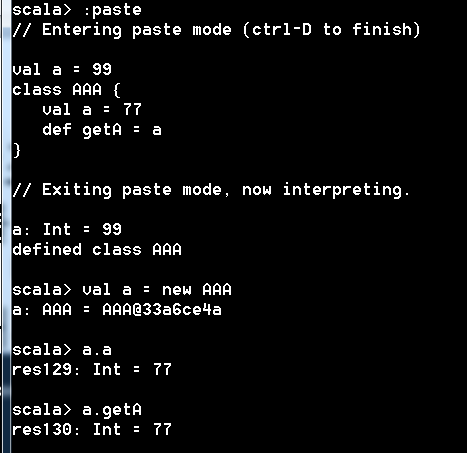 scala> :paste
// Entering paste mode (ctrl-D to finish)
val a = 99
class AAA {
   val a = 77
   def getA = a
}
// Exiting paste mode, now interpreting.
a: Int = 99
defined class AAA
scala> val a = new AAA
a: AAA = AAA@33a6ce4a
scala> a.a
res129: Int = 77
scala> a.getA
res130: Int = 77